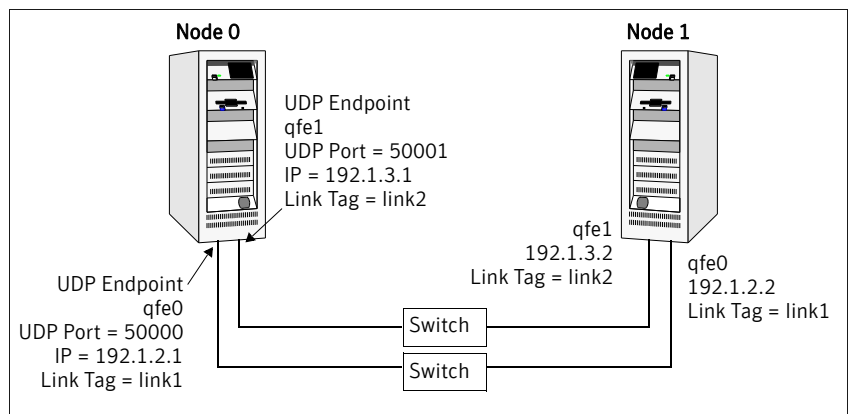 Node 0
Node 1
UDP Endpoint
qfe1
UDP Port = 50001
IP = 192.1.3.1
Link Tag = link2
qfe1
192.1.3.2
Link Tag = link2
qfe0
192.1.2.2
Link Tag = link1
UDP Endpoint
qfe0
UDP Port = 50000
IP = 192.1.2.1
Link Tag = link1
Switch
Switch